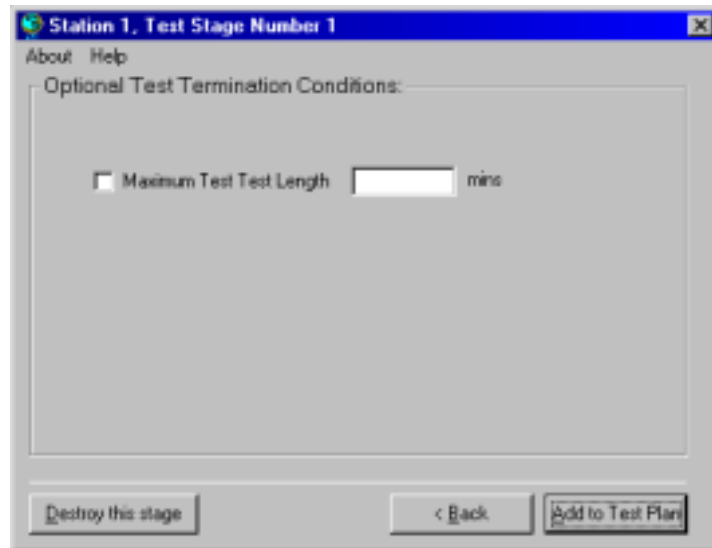 Station 1, Test Stage Number 1
About Help
Optional Test Termination Conditions:
Maximum Test Test Length mins
Destroy this stage < Back Add to Test Plan